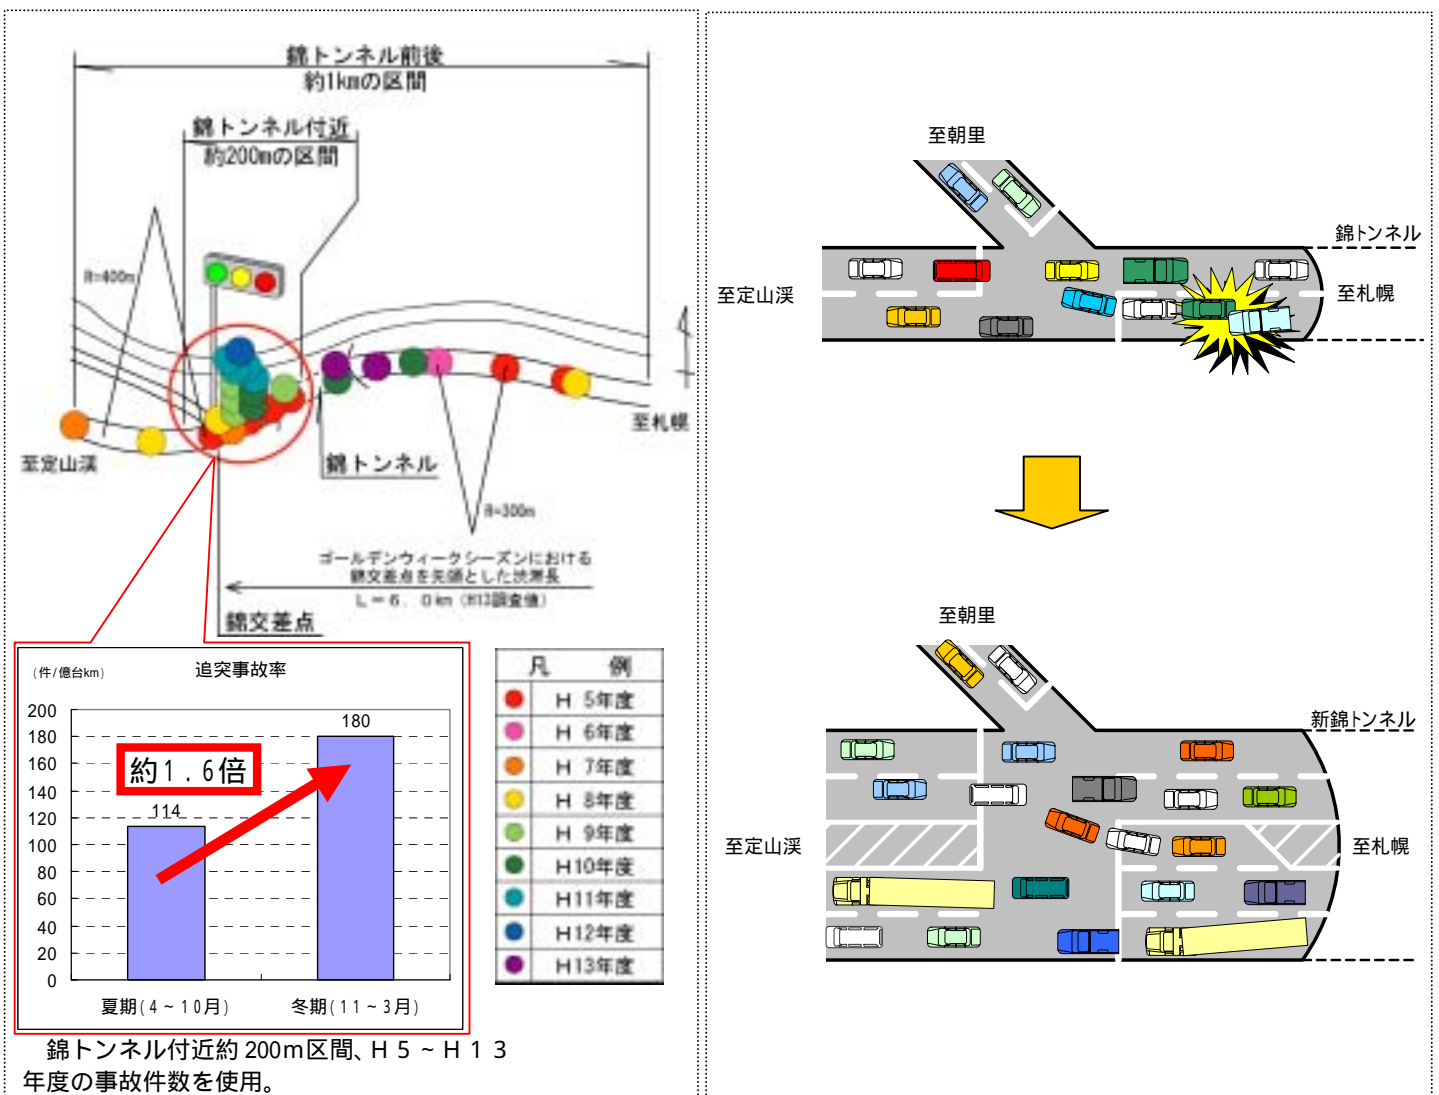 錦トンネル前後
約1kmの区間
錦トンネル付近
約200mの区間
R=400m
至定山渓
至札幌
錦トンネル
R=300m
ゴールデンウィークシーズンにおける
錦交差点を先頭とした渋滞長
L=6.0km (H13調査値)
錦交差点
(件/億台km)
追突事故率
200
180
160
140
120
100
80
60
40
20
0
約1.6倍
114
180
夏期(4~10月)
冬期(11~3月)
凡 例
H 5年度
H 6年度
H 7年度
H 8年度
H 9年度
H10年度
H11年度
H12年度
H13年度
錦トンネル付近約200m区間、H5~H13
年度の事故件数を使用。
至朝里
錦トンネル
至定山渓
至札幌
至朝里
新錦トンネル
至定山渓
至札幌